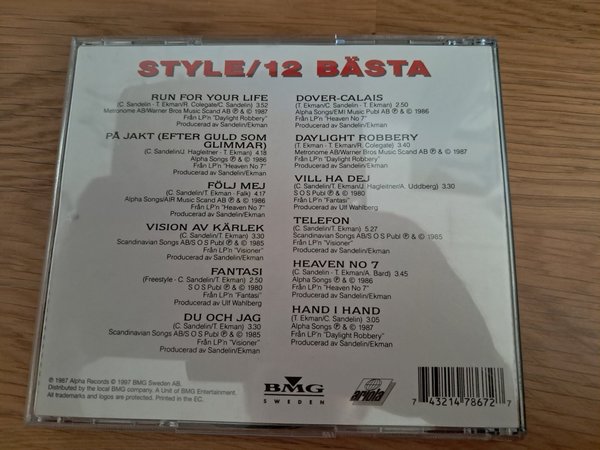 STYLE/12 BÄSTA
RUN FOR YOUR LIFE
(C. Sandelin - T. Ekman/R. Colegate/C. Sandelin) 3.52
Metronome AB/Warner Bros Music Scand AB ℗ & © 1987
Från LP'n "Daylight Robbery"
Producerad av Sandelin/Ekman
PÅ JAKT (EFTER GULD SOM
GLIMMAR)
(C. Sandelin/J. Hagleitner - T. Ekman) 4.18
Alpha Songs ℗ & © 1986
Från LP'n "Heaven No 7"
Producerad av Sandelin/Ekman
FÖLJ MEJ
(C. Sandelin/T. Ekman - Falk) 4.17
Alpha Songs/AIR Music Scand AB ℗ & © 1986
Från LP'n "Heaven No 7"
Producerad av Sandelin/Ekman
VISION AV KÄRLEK
(T. Ekman - C. Sandelin/T. Ekman) 3.30
Scandinavian Songs AB/S O S Publ ℗ & © 1985
Från LP'n "Visioner"
Producerad av Sandelin/Ekman
FANTASI
(Freestyle - C. Sandelin/T. Ekman) 2.50
S O S Publ ℗ & © 1980
Från LP'n "Fantasi"
Producerad av Ulf Wahlberg
DU OCH JAG
(C. Sandelin/T. Ekman) 3.30
Scandinavian Songs AB/S O S Publ ℗ & © 1985
Från LP'n "Visioner"
Producerad av Sandelin/Ekman
DOVER-CALAIS
(T. Ekman/C. Sandelin - T. Ekman) 2.50
Alpha Songs/EMI Music Publ AB ℗ & © 1986
Från LP'n "Heaven No 7"
Producerad av Sandelin/Ekman
DAYLIGHT ROBBERY
(T. Ekman/C. Sandelin - R. Colegate) 3.40
Metronome AB/Warner Bros Music Scand AB ℗ & © 1987
Från LP'n "Daylight Robbery"
Producerad av Sandelin/Ekman
VILL HA DEJ
(C. Sandelin/T. Ekman/J. Hagleitner/A. Uddberg) 3.30
S O S Publ ℗ & © 1980
Från LP'n "Fantasi"
Producerad av Ulf Wahlberg
TELEFON
(C. Sandelin/T. Ekman) 5.27
Scandinavian Songs AB/S O S Publ ℗ & © 1985
Från LP'n "Visioner"
Producerad av Sandelin/Ekman
HEAVEN NO 7
(C. Sandelin - T. Ekman/A. Bard) 3.45
Alpha Songs ℗ & © 1986
Från LP'n "Heaven No 7"
Producerad av Sandelin/Ekman
HAND I HAND
(T. Ekman/C. Sandelin) 3.05
Alpha Songs ℗ & © 1987
Från LP'n "Daylight Robbery"
Producerad av Sandelin/Ekman
℗ 1987 Alpha Records © 1997 BMG Sweden AB.
Distributed by the local BMG company. A Unit of BMG Entertainment.
All trademarks and logos are protected. Printed in the EC.
BMG
SWEDEN
ariola
7 43214 78672 7